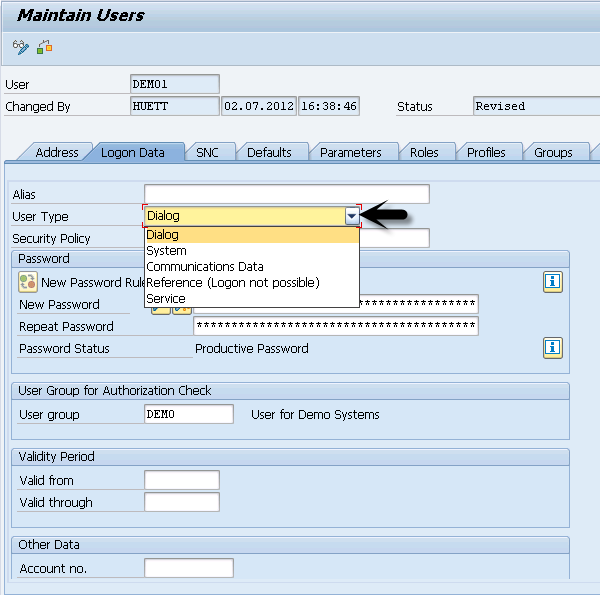 Maintain Users
User DEMO1
Changed By HUETT 02.07.2012 16:38:46 Status Revised
Address Logon Data SNC Defaults Parameters Roles Profiles Groups
Alias
User Type Dialog
Security Policy Dialog
System
Password Communications Data
New Password Rule Reference (Logon not possible)
Service
New Password **************
Repeat Password ************************************
Password Status Productive Password
User Group for Authorization Check
User group DEMO User for Demo Systems
Validity Period
Valid from
Valid through
Other Data
Account no.